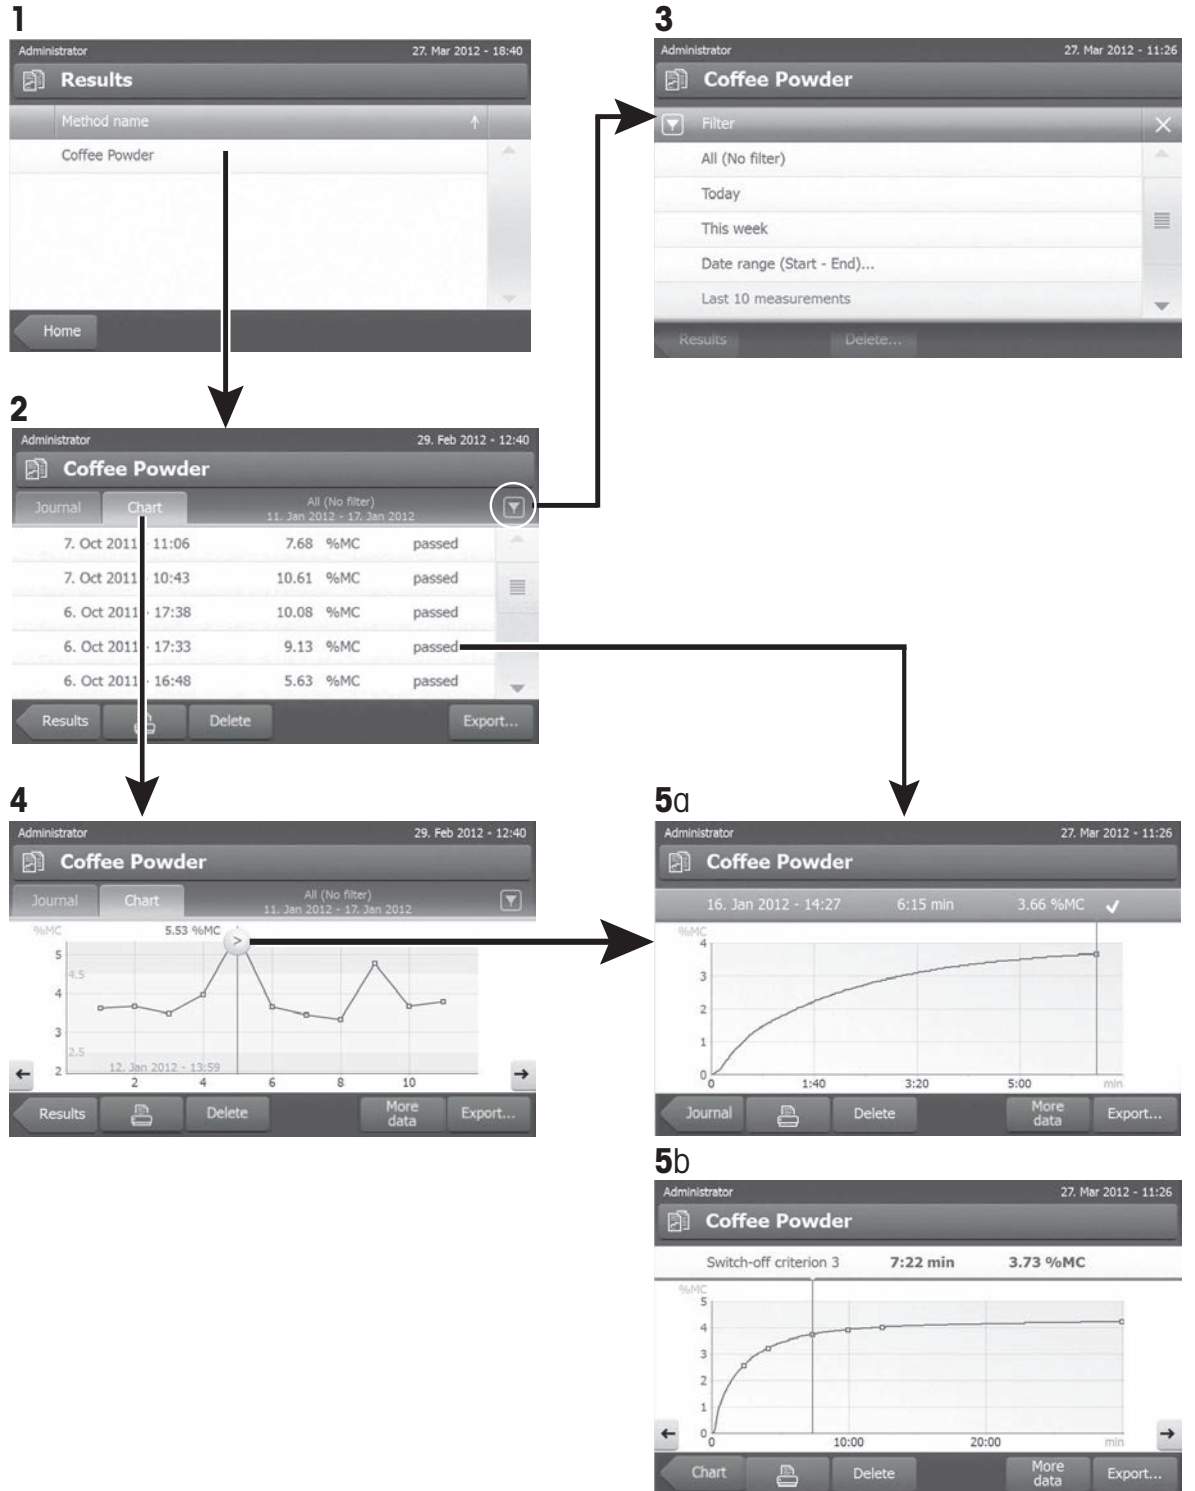 1
Administrator 27. Mar 2012 - 18:40
Results
Method name
Coffee Powder
Home
3
Administrator 27. Mar 2012 - 11:26
Coffee Powder
Filter
All (No filter)
Today
This week
Date range (Start - End)...
Last 10 measurements
Results Delete...
2
Administrator 29. Feb 2012 - 12:40
Coffee Powder
Journal Chart All (No filter)
11. Jan 2012 - 17. Jan 2012
7. Oct 2011 - 11:06 7.68 %MC passed
7. Oct 2011 - 10:43 10.61 %MC passed
6. Oct 2011 - 17:38 10.08 %MC passed
6. Oct 2011 - 17:33 9.13 %MC passed
6. Oct 2011 - 16:48 5.63 %MC passed
Results Delete Export...
4
Administrator 29. Feb 2012 - 12:40
Coffee Powder
Journal Chart All (No filter)
11. Jan 2012 - 17. Jan 2012
%MC 5.53 %MC >
5
4.5
4
3
2.5
12. Jan 2012 - 13:59
2
2 4 6 8 10
Results Delete More data Export...
5a
Administrator 27. Mar 2012 - 11:26
Coffee Powder
16. Jan 2012 - 14:27 6:15 min 3.66 %MC
%MC
4
3
2
1
0
0 1:40 3:20 5:00 min
Journal Delete More data Export...
5b
Administrator 27. Mar 2012 - 11:26
Coffee Powder
Switch-off criterion 3 7:22 min 3.73 %MC
%MC
5
4
3
2
1
0
0 10:00 20:00 min
Chart Delete More data Export...